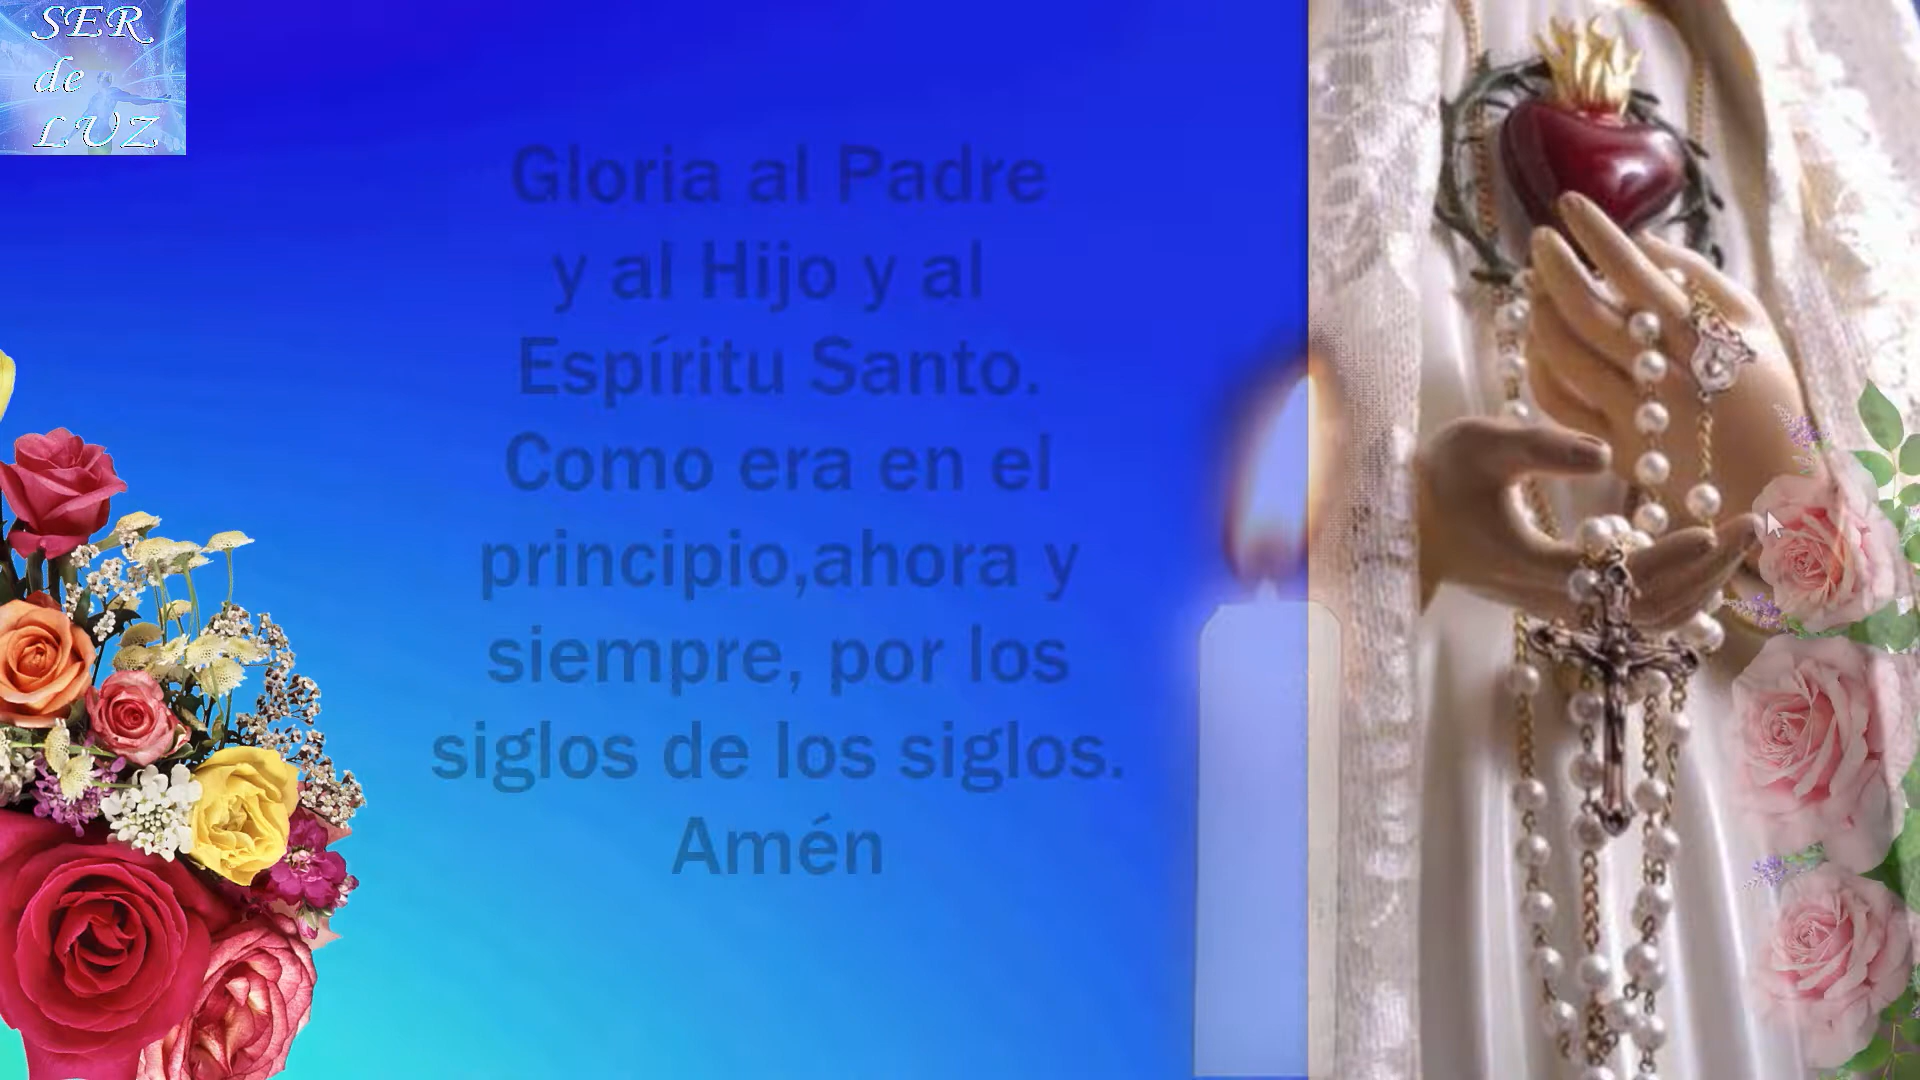 SER
de
LUZ
Gloria al Padre
y al Hijo y al
Espíritu Santo.
Como era en el
principio,ahora y
siempre, por los
siglos de los siglos.
Amén